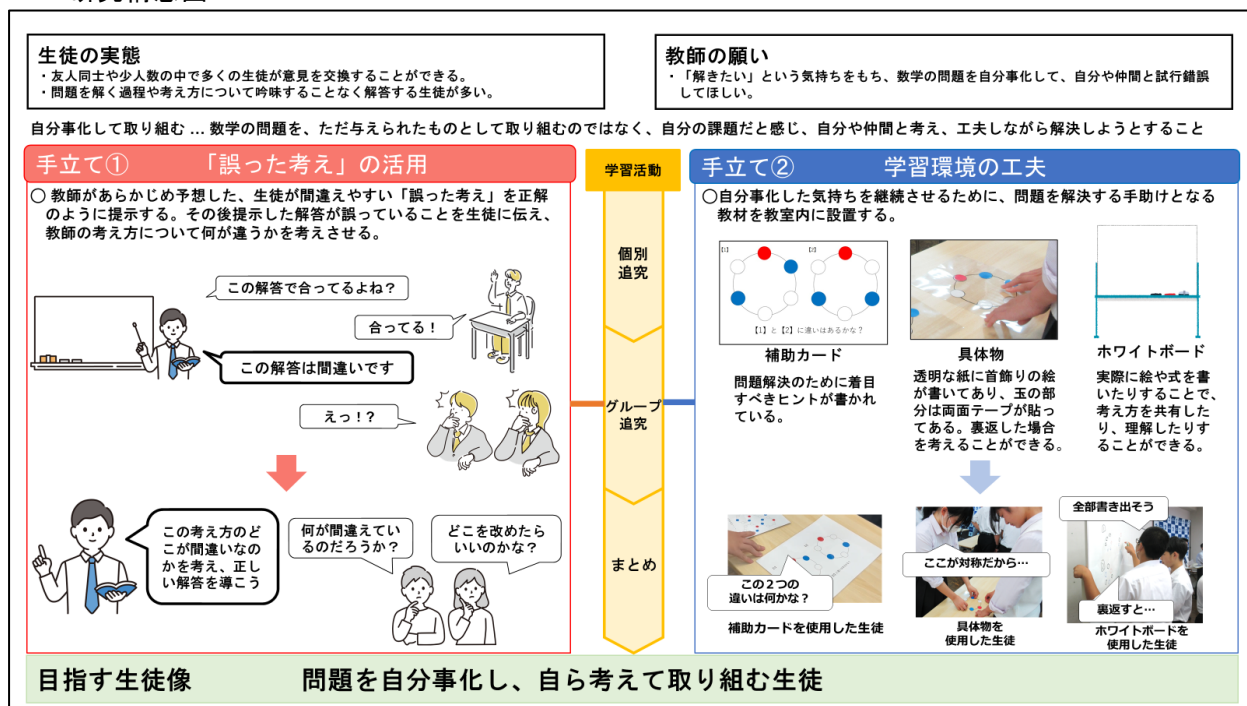 生徒の実態
・友人同士や少人数の中で多くの生徒が意見を交換することができる。
・問題を解く過程や考え方について吟味することなく解答する生徒が多い。
教師の願い
・「解きたい」という気持ちをもち、数学の問題を自分事化して、自分や仲間と試行錯誤
してほしい。
自分事化して取り組む … 数学の問題を、ただ与えられたものとして取り組むのではなく、自分の課題だと感じ、自分や仲間と考え、工夫しながら解決しようとすること
手立て① 「誤った考え」の活用
○ 教師があらかじめ予想した、生徒が間違えやすい「誤った考え」を正解
のように提示する。その後提示した解答が誤っていることを生徒に伝え、
教師の考え方について何が違うかを考えさせる。
この解答で合ってるよね？
合ってる！
この解答は間違いです
えっ！？
この考え方のど
こが間違いなの
かを考え、正し
い解答を導こう
何が間違えてい
るのだろうか？
どこを改めたら
いいのかな？
学習活動
個別
追究
グループ
追究
まとめ
手立て② 学習環境の工夫
○自分事化した気持ちを継続させるために、問題を解決する手助けとなる
教材を教室内に設置する。
【1】
【2】
【1】と【2】に違いはあるかな？
補助カード
問題解決のために着目
すべきヒントが書かれ
ている。
具体物
透明な紙に首飾りの絵
が書いてあり、玉の部
分は両面テープが貼っ
てある。裏返した場合
を考えることができる。
ホワイトボード
実際に絵や式を書
いたりすることで、
考え方を共有した
り、理解したりす
ることができる。
この２つの
違いは何かな？
補助カードを使用した生徒
ここが対称だから…
具体物を
使用した生徒
全部書き出そう
裏返すと…
ホワイトボードを
使用した生徒
目指す生徒像 問題を自分事化し、自ら考えて取り組む生徒